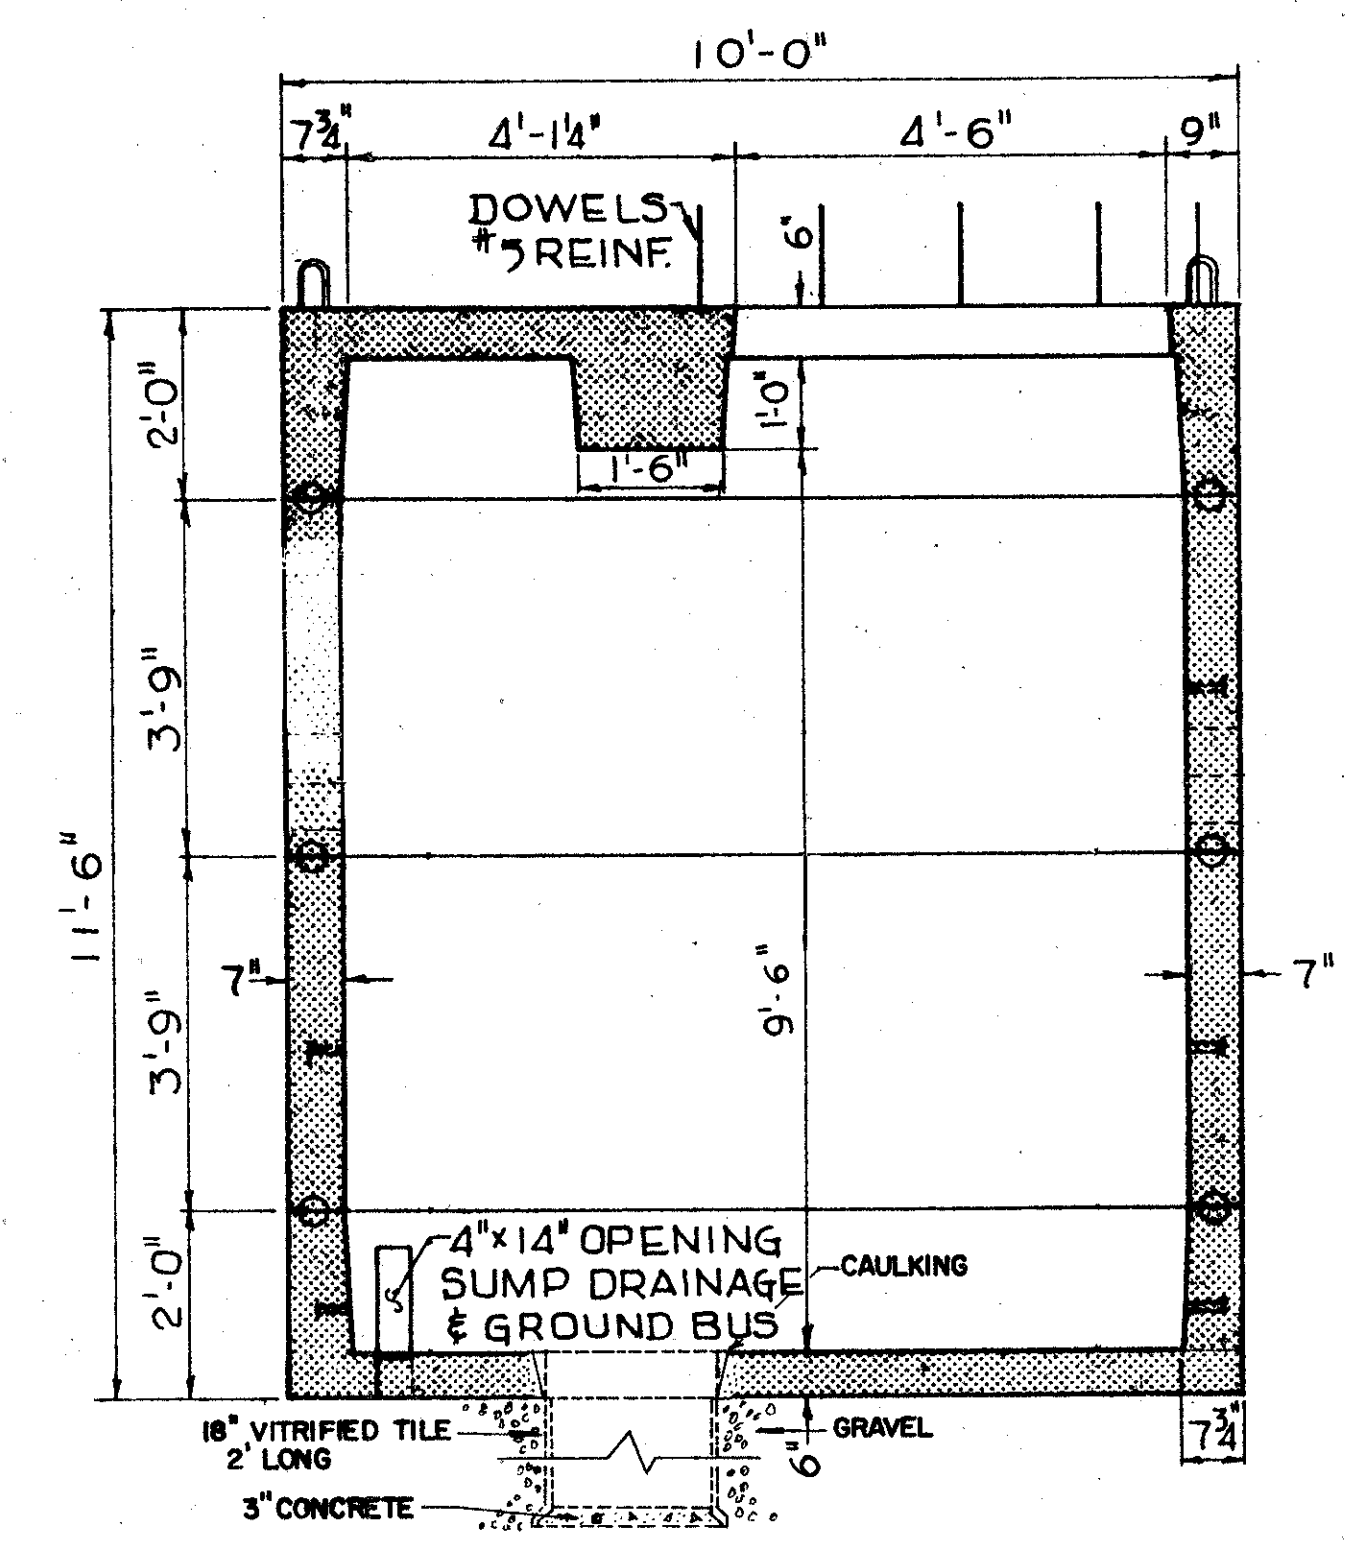 10'-0"
7¾" 4'-1¼" 4'-6" 9"
DOWELS
#5 REINF.
6"
2'-0"
1'-0"
1'-6"
3'-9"
11'-6"
7" 7"
9'-6"
3'-9"
4"x14" OPENING
SUMP DRAINAGE
& GROUND BUS
CAULKING
2'-0"
18" VITRIFIED TILE
2' LONG
GRAVEL
6"
7¾"
3" CONCRETE